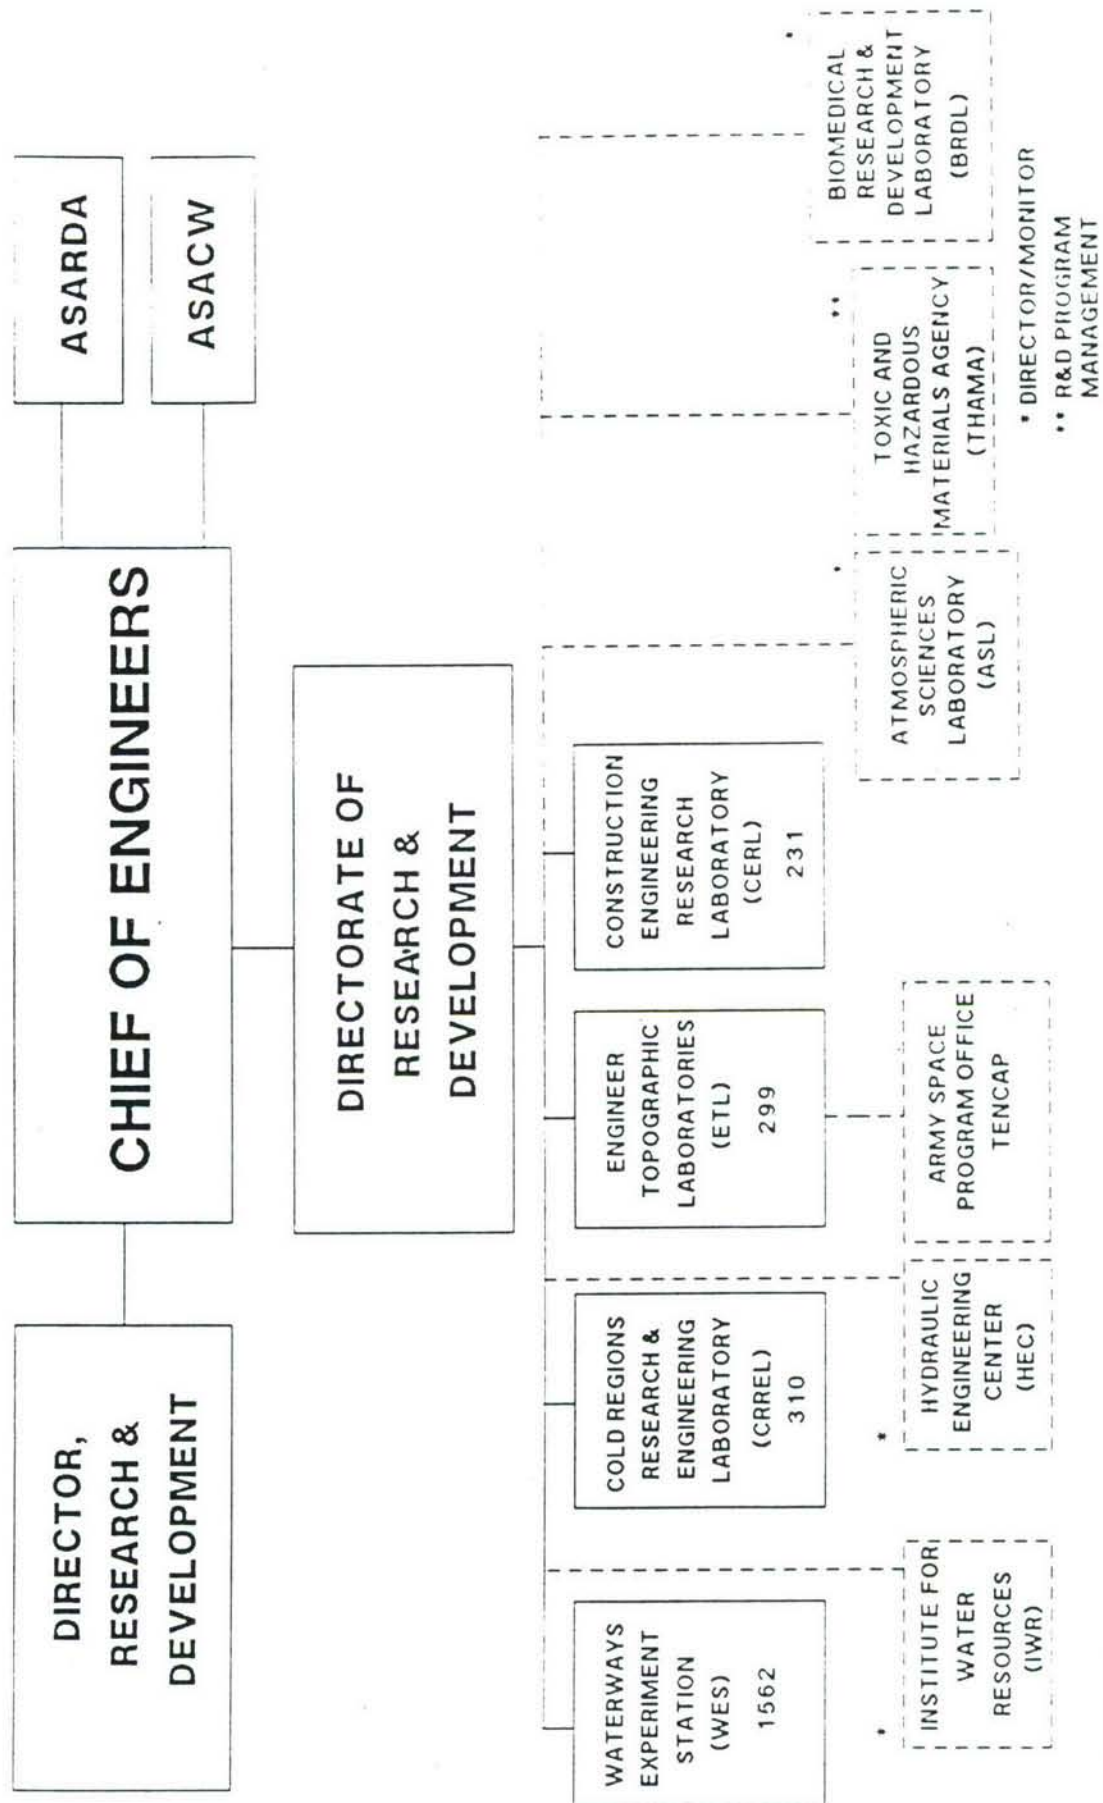 CHIEF OF ENGINEERS
ASARDA
ASACW
DIRECTOR,
RESEARCH &
DEVELOPMENT
DIRECTORATE OF
RESEARCH &
DEVELOPMENT
WATERWAYS
EXPERIMENT
STATION
(WES)
1562
COLD REGIONS
RESEARCH &
ENGINEERING
LABORATORY
(CRREL)
310
ENGINEER
TOPOGRAPHIC
LABORATORIES
(ETL)
299
CONSTRUCTION
ENGINEERING
RESEARCH
LABORATORY
(CERL)
231
*
ATMOSPHERIC
SCIENCES
LABORATORY
(ASL)
**
TOXIC AND
HAZARDOUS
MATERIALS AGENCY
(THAMA)
*
BIOMEDICAL
RESEARCH &
DEVELOPMENT
LABORATORY
(BRDL)
*
INSTITUTE FOR
WATER
RESOURCES
(IWR)
*
HYDRAULIC
ENGINEERING
CENTER
(HEC)
ARMY SPACE
PROGRAM OFFICE
TENCAP
* DIRECTOR/MONITOR
** R&D PROGRAM
MANAGEMENT